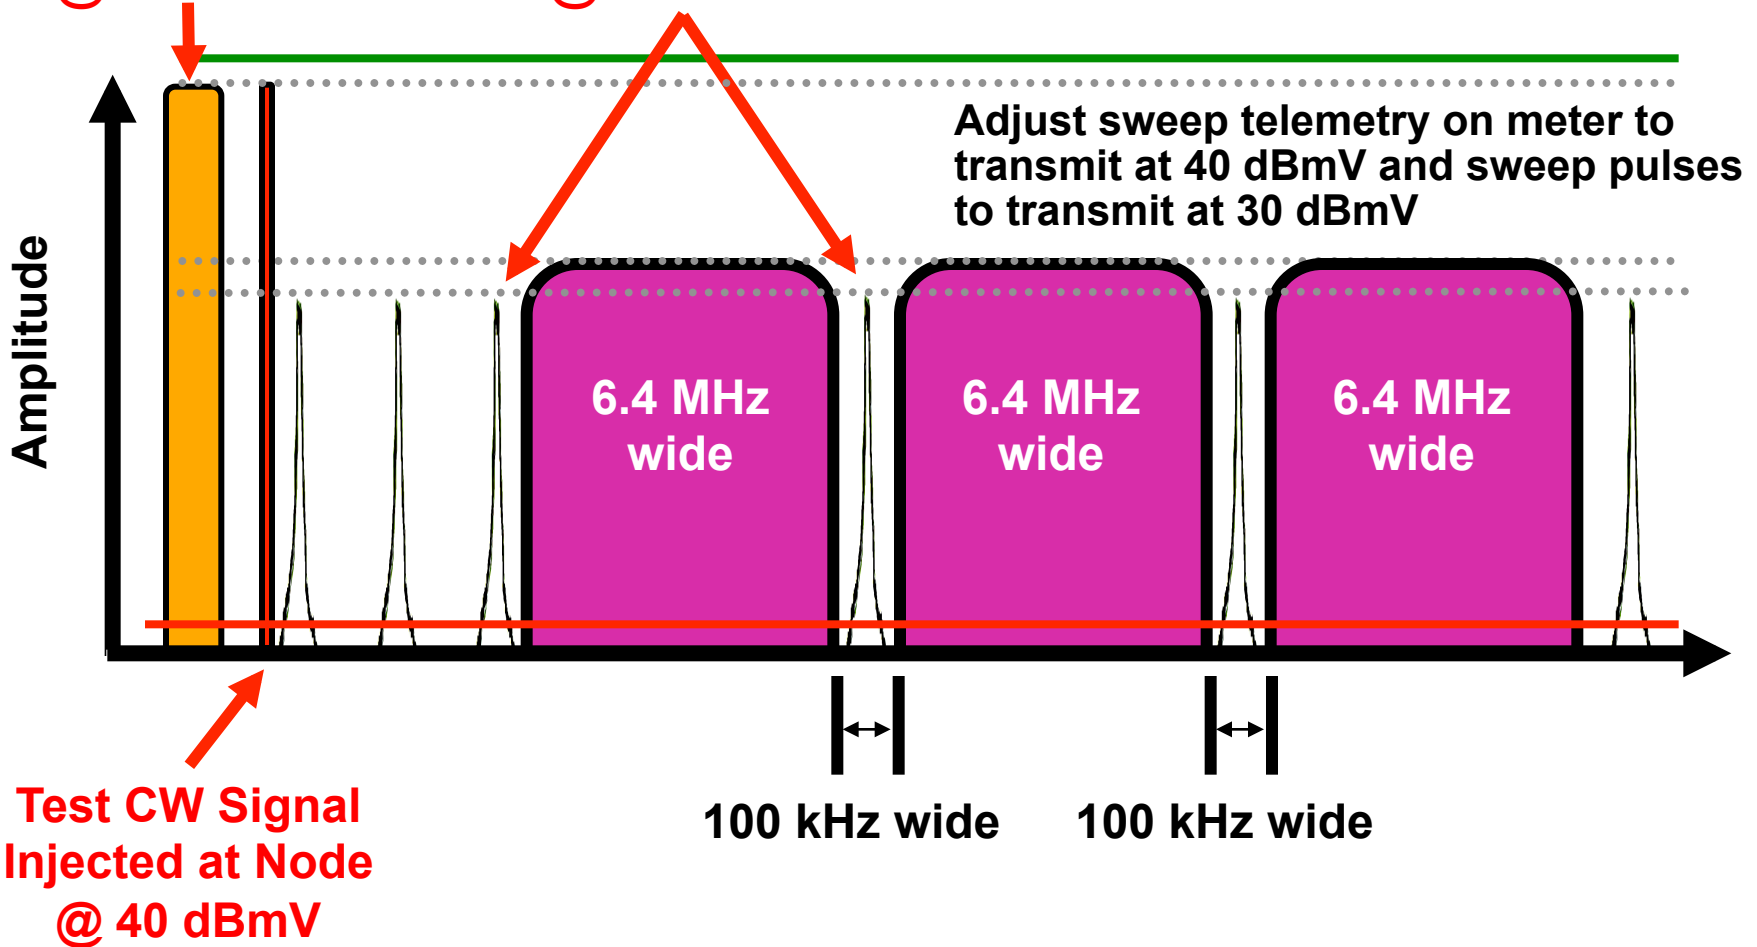 Adjust sweep telemetry on meter to
transmit at 40 dBmV and sweep pulses
to transmit at 30 dBmV
Amplitude
6.4 MHz
wide
6.4 MHz
wide
6.4 MHz
wide
100 kHz wide
100 kHz wide
Test CW Signal
Injected at Node
@ 40 dBmV